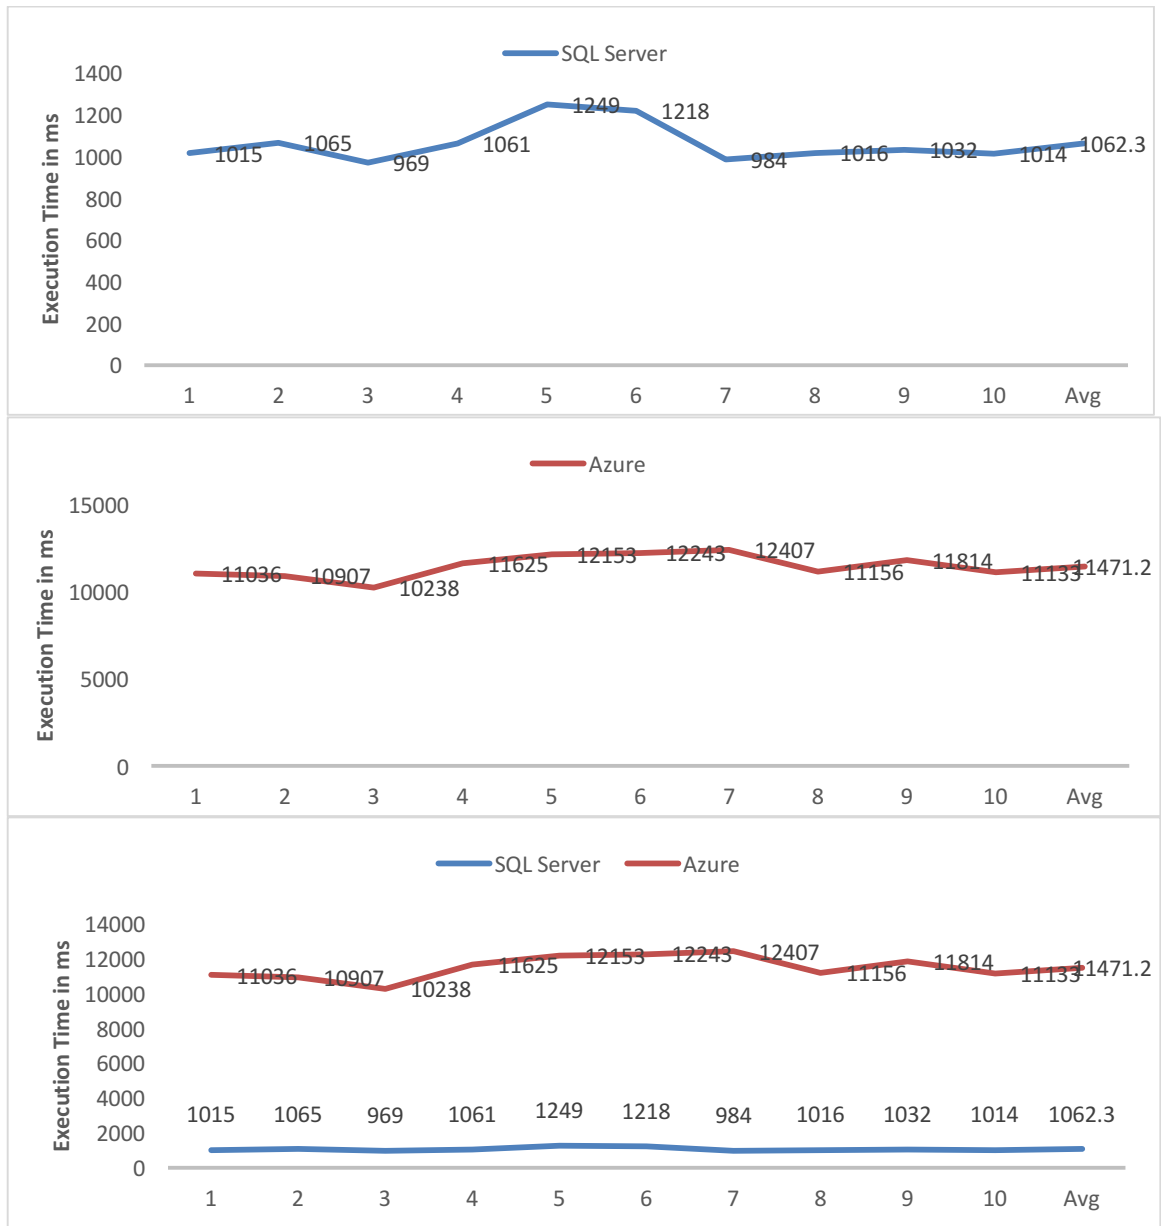 SQL Server
Execution Time in ms
1400
1200
1000
800
600
400
200
0
1015 1065 969 1061 1249 1218 984 1016 1032 1014 1062.3
1 2 3 4 5 6 7 8 9 10 Avg
Azure
Execution Time in ms
15000
10000
5000
0
11036 10907 10238 11625 12153 12243 12407 11156 11814 11133 11471.2
1 2 3 4 5 6 7 8 9 10 Avg
SQL Server Azure
Execution Time in ms
14000
12000
10000
8000
6000
4000
2000
0
11036 10907 10238 11625 12153 12243 12407 11156 11814 11133 11471.2
1015 1065 969 1061 1249 1218 984 1016 1032 1014 1062.3
1 2 3 4 5 6 7 8 9 10 Avg